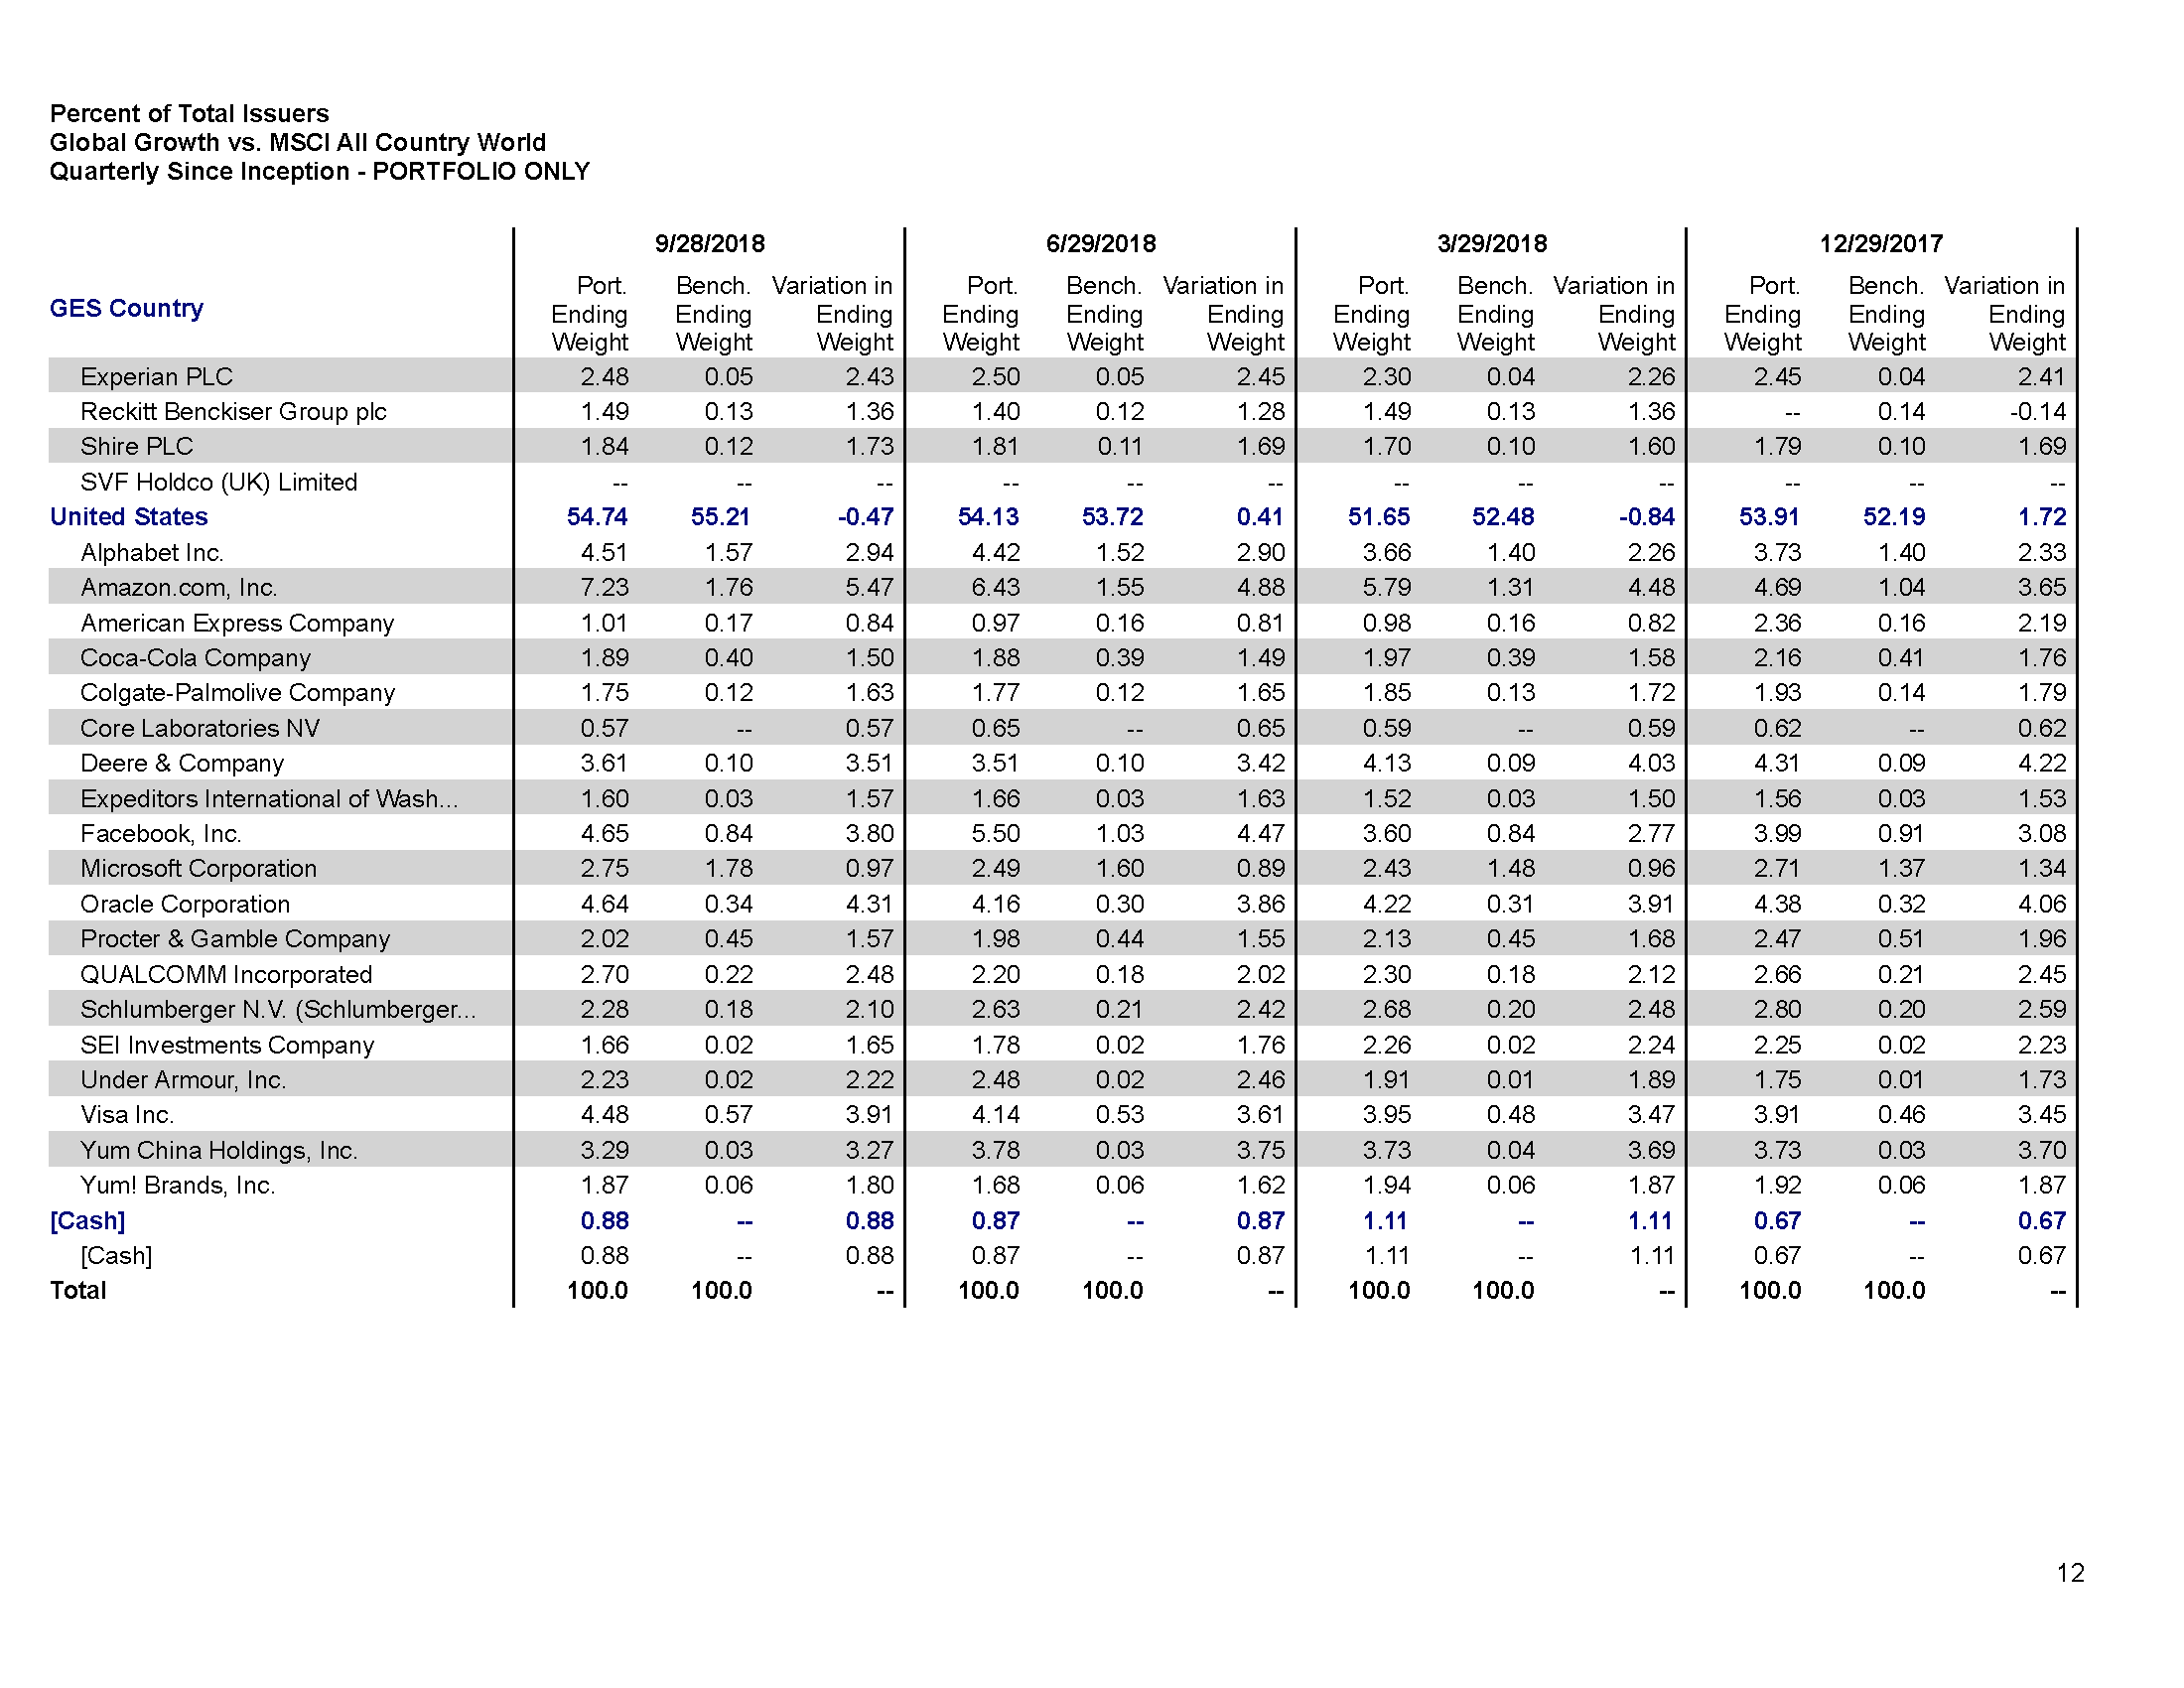 Percent of Total Issuers
Global Growth vs. MSCI All Country World
Quarterly Since Inception - PORTFOLIO ONLY
9/28/2018 6/29/2018 3/29/2018 12/29/2017
GES Country
Port. Bench. Variation in Port. Bench. Variation in Port. Bench. Variation in Port. Bench. Variation in
Ending Ending Ending Ending Ending Ending Ending Ending Ending Ending Ending Ending
Weight Weight Weight Weight Weight Weight Weight Weight Weight Weight Weight Weight
Experian PLC 2.48 0.05 2.43 2.50 0.05 2.45 2.30 0.04 2.26 2.45 0.04 2.41
Reckitt Benckiser Group plc 1.49 0.13 1.36 1.40 0.12 1.28 1.49 0.13 1.36 -- 0.14 -0.14
Shire PLC 1.84 0.12 1.73 1.81 0.11 1.69 1.70 0.10 1.60 1.79 0.10 1.69
SVF Holdco (UK) Limited -- -- -- -- -- -- -- -- -- -- -- --
United States 54.74 55.21 -0.47 54.13 53.72 0.41 51.65 52.48 -0.84 53.91 52.19 1.72
Alphabet Inc. 4.51 1.57 2.94 4.42 1.52 2.90 3.66 1.40 2.26 3.73 1.40 2.33
Amazon.com, Inc. 7.23 1.76 5.47 6.43 1.55 4.88 5.79 1.31 4.48 4.69 1.04 3.65
American Express Company 1.01 0.17 0.84 0.97 0.16 0.81 0.98 0.16 0.82 2.36 0.16 2.19
Coca-Cola Company 1.89 0.40 1.50 1.88 0.39 1.49 1.97 0.39 1.58 2.16 0.41 1.76
Colgate-Palmolive Company 1.75 0.12 1.63 1.77 0.12 1.65 1.85 0.13 1.72 1.93 0.14 1.79
Core Laboratories NV 0.57 -- 0.57 0.65 -- 0.65 0.59 -- 0.59 0.62 -- 0.62
Deere & Company 3.61 0.10 3.51 3.51 0.10 3.42 4.13 0.09 4.03 4.31 0.09 4.22
Expeditors International of Wash... 1.60 0.03 1.57 1.66 0.03 1.63 1.52 0.03 1.50 1.56 0.03 1.53
Facebook, Inc. 4.65 0.84 3.80 5.50 1.03 4.47 3.60 0.84 2.77 3.99 0.91 3.08
Microsoft Corporation 2.75 1.78 0.97 2.49 1.60 0.89 2.43 1.48 0.96 2.71 1.37 1.34
Oracle Corporation 4.64 0.34 4.31 4.16 0.30 3.86 4.22 0.31 3.91 4.38 0.32 4.06
Procter & Gamble Company 2.02 0.45 1.57 1.98 0.44 1.55 2.13 0.45 1.68 2.47 0.51 1.96
QUALCOMM Incorporated 2.70 0.22 2.48 2.20 0.18 2.02 2.30 0.18 2.12 2.66 0.21 2.45
Schlumberger N.V. (Schlumberger... 2.28 0.18 2.10 2.63 0.21 2.42 2.68 0.20 2.48 2.80 0.20 2.59
SEI Investments Company 1.66 0.02 1.65 1.78 0.02 1.76 2.26 0.02 2.24 2.25 0.02 2.23
Under Armour, Inc. 2.23 0.02 2.22 2.48 0.02 2.46 1.91 0.01 1.89 1.75 0.01 1.73
Visa Inc. 4.48 0.57 3.91 4.14 0.53 3.61 3.95 0.48 3.47 3.91 0.46 3.45
Yum China Holdings, Inc. 3.29 0.03 3.27 3.78 0.03 3.75 3.73 0.04 3.69 3.73 0.03 3.70
Yum! Brands, Inc. 1.87 0.06 1.80 1.68 0.06 1.62 1.94 0.06 1.87 1.92 0.06 1.87
[Cash] 0.88 -- 0.88 0.87 -- 0.87 1.11 -- 1.11 0.67 -- 0.67
[Cash] 0.88 -- 0.88 0.87 -- 0.87 1.11 -- 1.11 0.67 -- 0.67
Total 100.0 100.0 -- 100.0 100.0 -- 100.0 100.0 -- 100.0 100.0 --
12